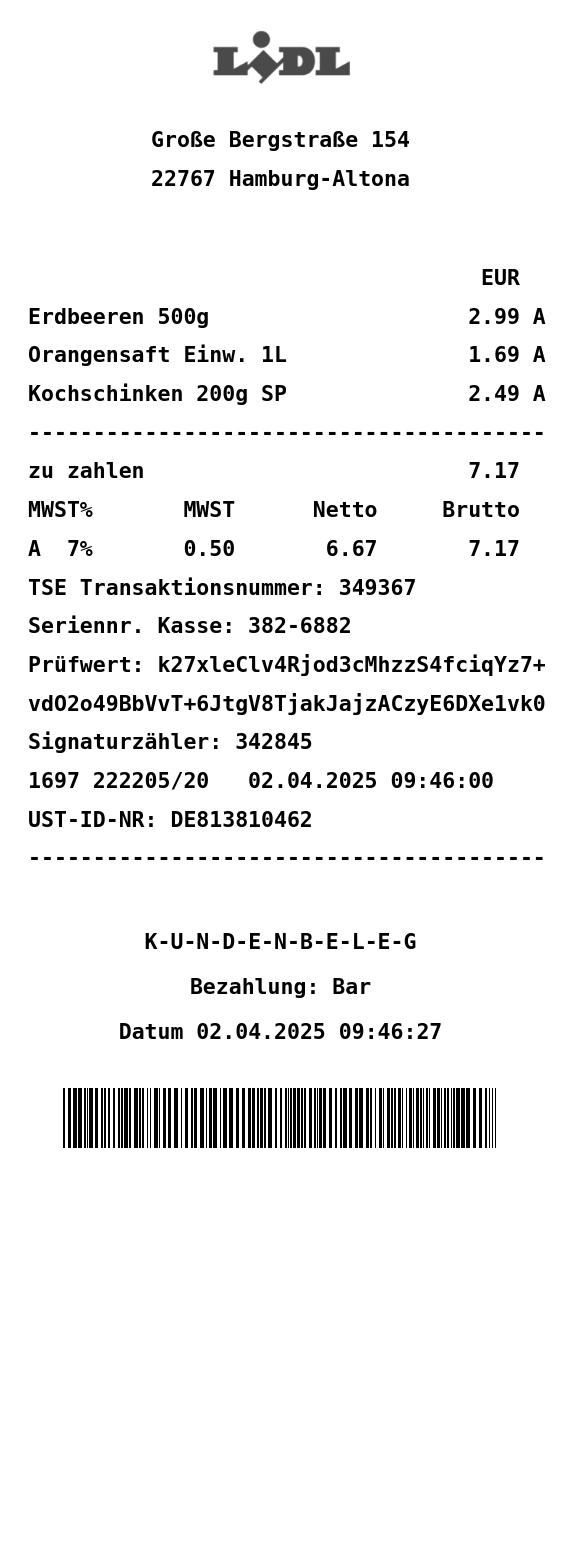 LIDL
Große Bergstraße 154
22767 Hamburg-Altona
EUR
Erdbeeren 500g 2.99 A
Orangensaft Einw. 1L 1.69 A
Kochschinken 200g SP 2.49 A
----------------------------------------
zu zahlen 7.17
MWST% MWST Netto Brutto
A 7% 0.50 6.67 7.17
TSE Transaktionsnummer: 349367
Seriennr. Kasse: 382-6882
Prüfwert: k27xleClv4Rjod3cMhzzS4fciqYz7+
vdO2o49BbVvT+6JtgV8TjakJajzACzyE6DXe1vk0
Signaturzähler: 342845
1697 222205/20 02.04.2025 09:46:00
UST-ID-NR: DE813810462
----------------------------------------
K-U-N-D-E-N-B-E-L-E-G
Bezahlung: Bar
Datum 02.04.2025 09:46:27